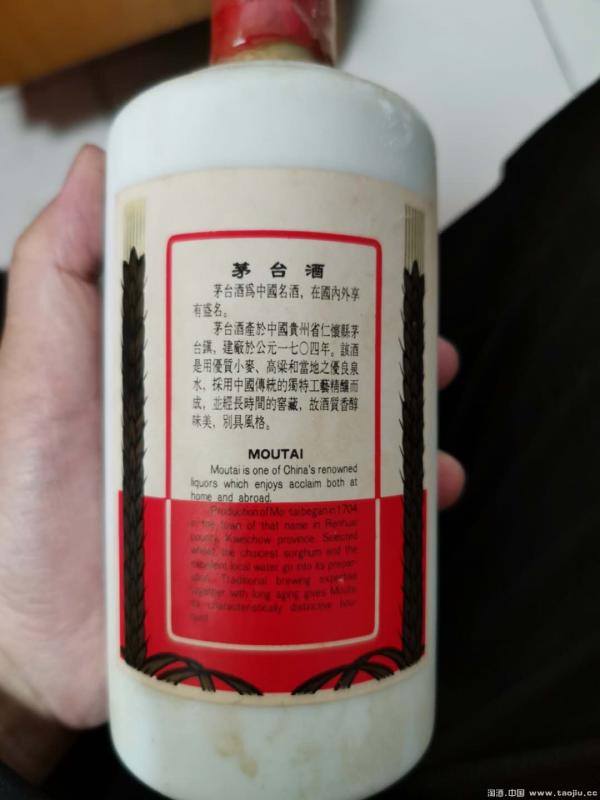 茅台酒
茅台酒爲中國名酒，在國內外享
有盛名。
茅台酒產於中國貴州省仁懷縣茅
台鎭，建廠於公元一七〇四年。該酒
是用優質小麥、高梁和當地之優良泉
水，採用中國傳統的獨特工藝精釀而
成，並經長時間的窖藏，故酒質香醇
味美，別具風格。
MOUTAI
Moutai is one of China's renowned
liquors which enjoys acclaim both at
home and abroad.
Production of Moutai began in 1704
in the town of that name in Renhuai
county, Kweichow province. Selected
wheat, the choicest sorghum and the
excellent local water go into its prepar-
ation. Traditional brewing expertise
together with long aging gives Moutai
its characteristically distinctive bou-
淘酒.中国 www.taojiu.cc